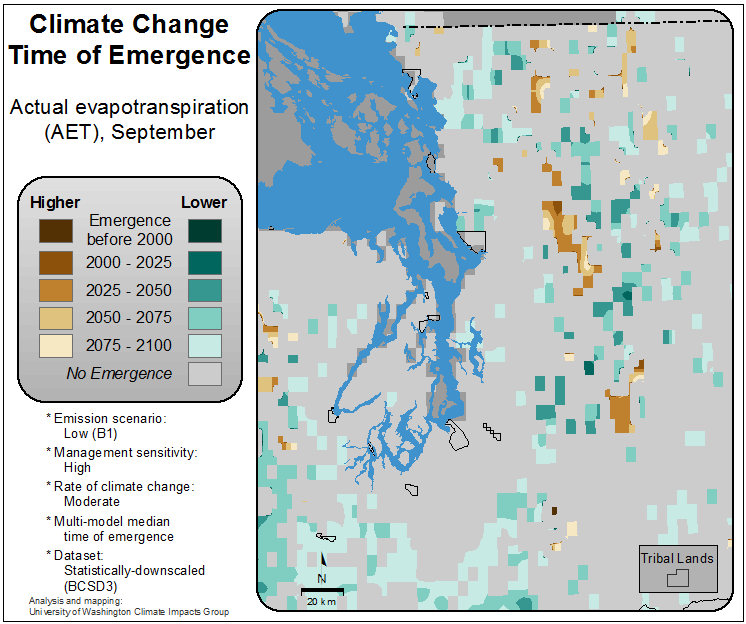 Climate Change
Time of Emergence
Actual evapotranspiration
(AET), September
Higher Lower
Emergence
before 2000
2000 - 2025
2025 - 2050
2050 - 2075
2075 - 2100
No Emergence
* Emission scenario:
Low (B1)
* Management sensitivity:
High
* Rate of climate change:
Moderate
* Multi-model median
time of emergence
* Dataset:
Statistically-downscaled
(BCSD3)
Analysis and mapping:
University of Washington Climate Impacts Group
N
20 km
Tribal Lands